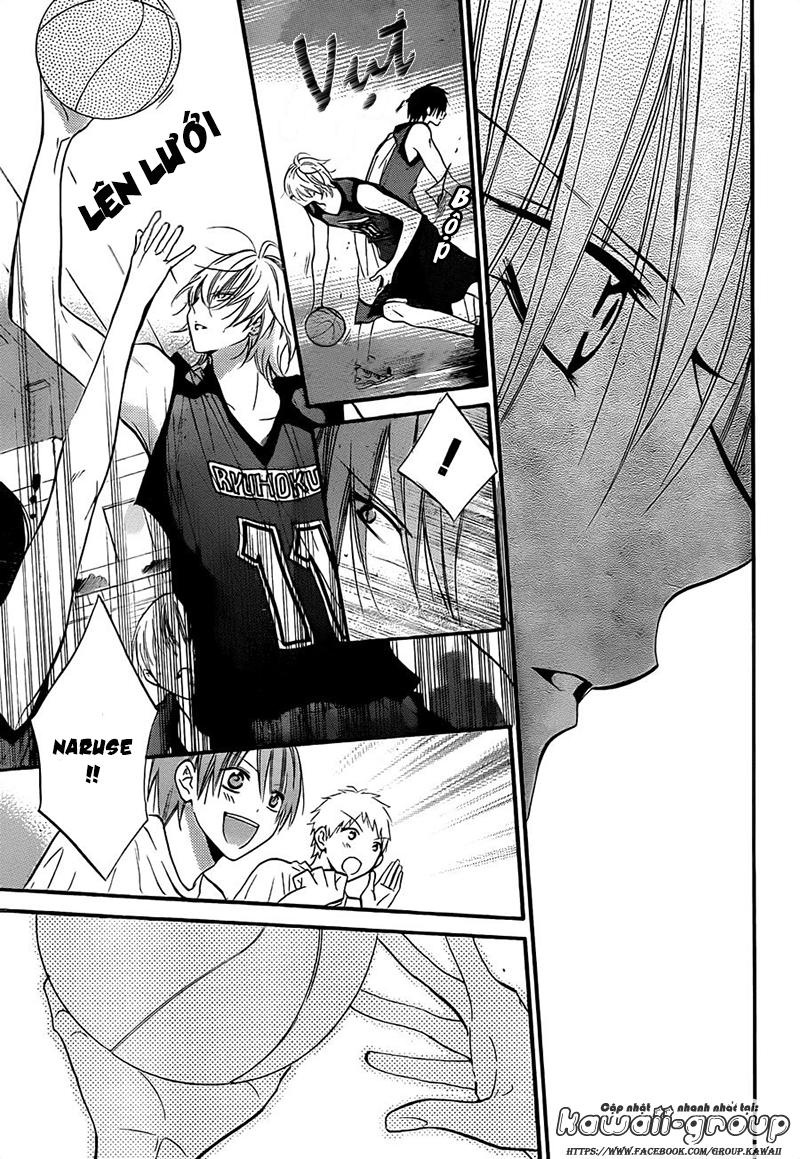 Vụt
BỘP
LÊN LƯỚI
!
RYUHOKU
11
NARUSE
!!
Cập nhật nhanh nhất tại:
Kawaii-group
HTTPS://WWW.FACEBOOK.COM/GROUP.KAWAII